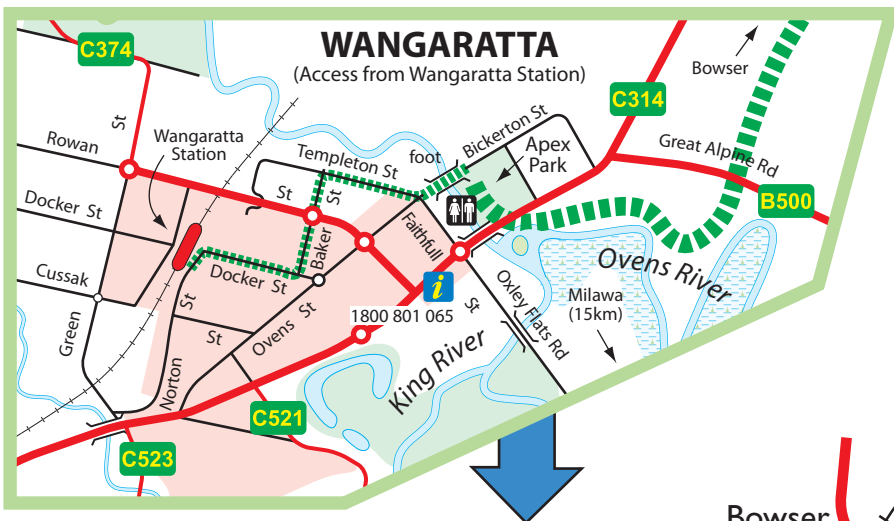 WANGARATTA
(Access from Wangaratta Station)
C374
Bowser
C314
St
Rowan
Wangaratta
Station
Templeton St
foot
Bickerton St
Apex
Park
Great Alpine Rd
B500
Docker St
St
St
Baker
Faithfull
St
Cussak
Docker St
i
1800 801 065
Oxley Flats Rd
Ovens River
Milawa
(15km)
Green
St
Norton
St
Ovens St
King River
C521
C523
Bowser